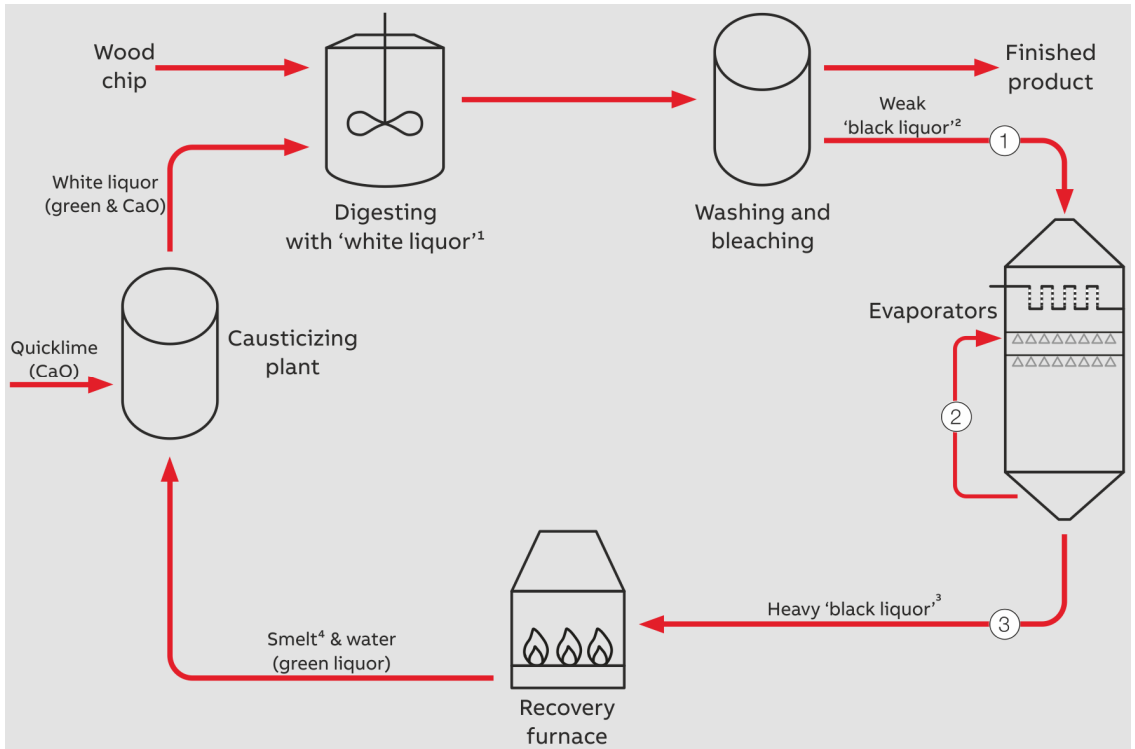 Wood
chip
Finished
product
Weak
‘black liquor’²
1
White liquor
(green & CaO)
Digesting
with ‘white liquor’¹
Washing and
bleaching
Evaporators
Quicklime
(CaO)
Causticizing
plant
2
Heavy ‘black liquor’³
3
Smelt⁴ & water
(green liquor)
Recovery
furnace